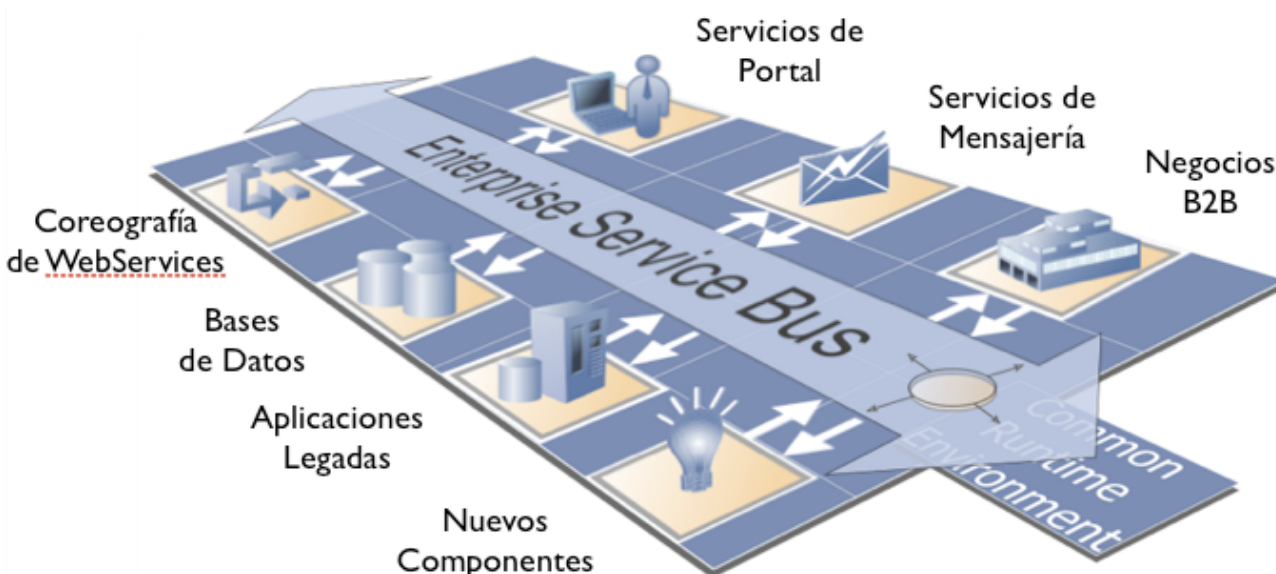 Servicios de
Portal
Servicios de
Mensajería
Negocios
B2B
Enterprise Service Bus
Coreografía
de WebServices
Bases
de Datos
Aplicaciones
Legadas
Nuevos
Componentes
Common
Runtime
Environment